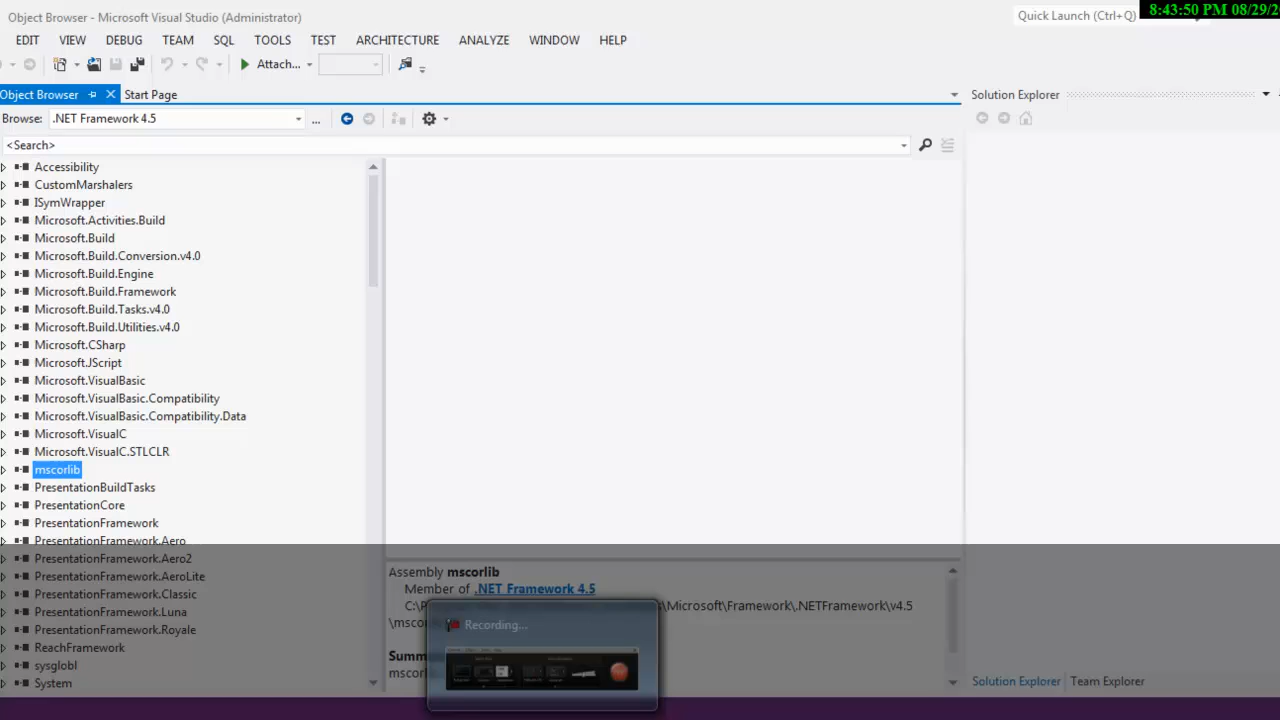 Object Browser - Microsoft Visual Studio (Administrator)
Quick Launch (Ctrl+Q)
8:43:50 PM 08/29/2
EDIT VIEW DEBUG TEAM SQL TOOLS TEST ARCHITECTURE ANALYZE WINDOW HELP
Attach...
Object Browser Start Page
Solution Explorer
Browse: .NET Framework 4.5 ...
<Search>
Accessibility
CustomMarshalers
ISymWrapper
Microsoft.Activities.Build
Microsoft.Build
Microsoft.Build.Conversion.v4.0
Microsoft.Build.Engine
Microsoft.Build.Framework
Microsoft.Build.Tasks.v4.0
Microsoft.Build.Utilities.v4.0
Microsoft.CSharp
Microsoft.JScript
Microsoft.VisualBasic
Microsoft.VisualBasic.Compatibility
Microsoft.VisualBasic.Compatibility.Data
Microsoft.VisualC
Microsoft.VisualC.STLCLR
mscorlib
PresentationBuildTasks
PresentationCore
PresentationFramework
PresentationFramework.Aero
PresentationFramework.Aero2
PresentationFramework.AeroLite
PresentationFramework.Classic
PresentationFramework.Luna
PresentationFramework.Royale
ReachFramework
sysglobl
System
Assembly mscorlib
Member of .NET Framework 4.5
C:\P s\Microsoft\Framework\.NETFramework\v4.5
\mscor
Summ
mscorl
Recording...
Solution Explorer Team Explorer